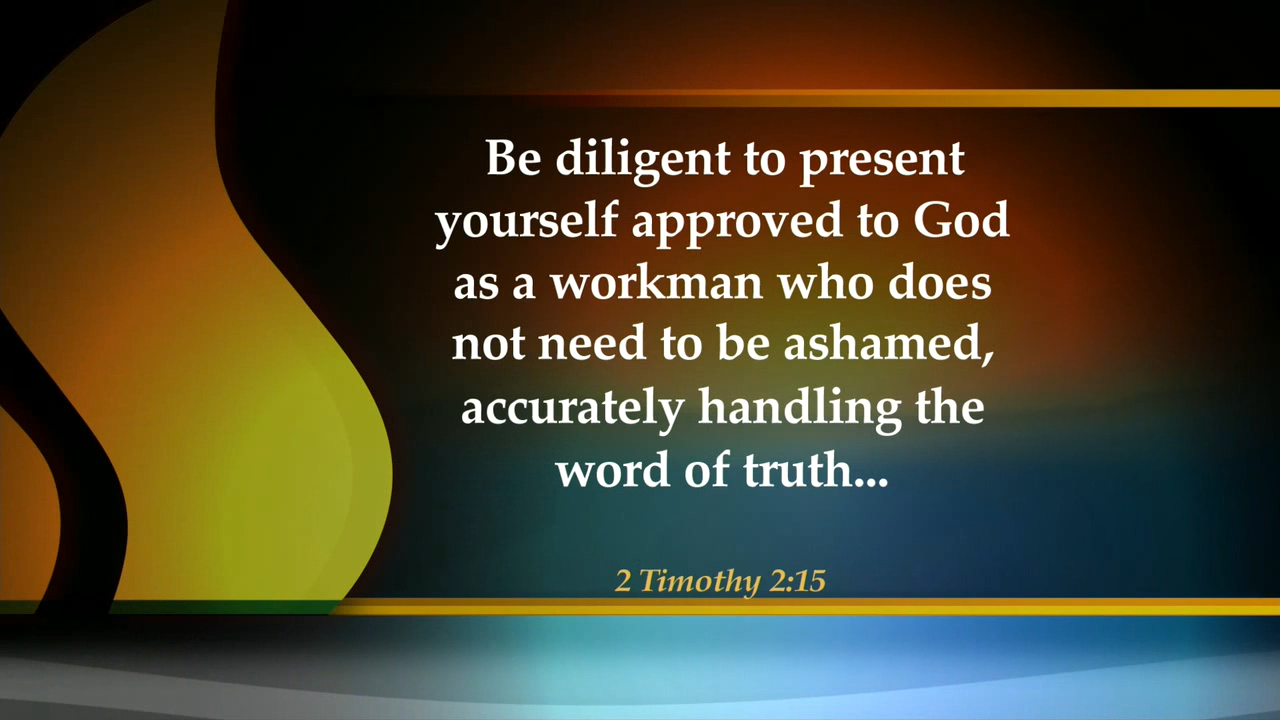 Be diligent to present
yourself approved to God
as a workman who does
not need to be ashamed,
accurately handling the
word of truth...
2 Timothy 2:15